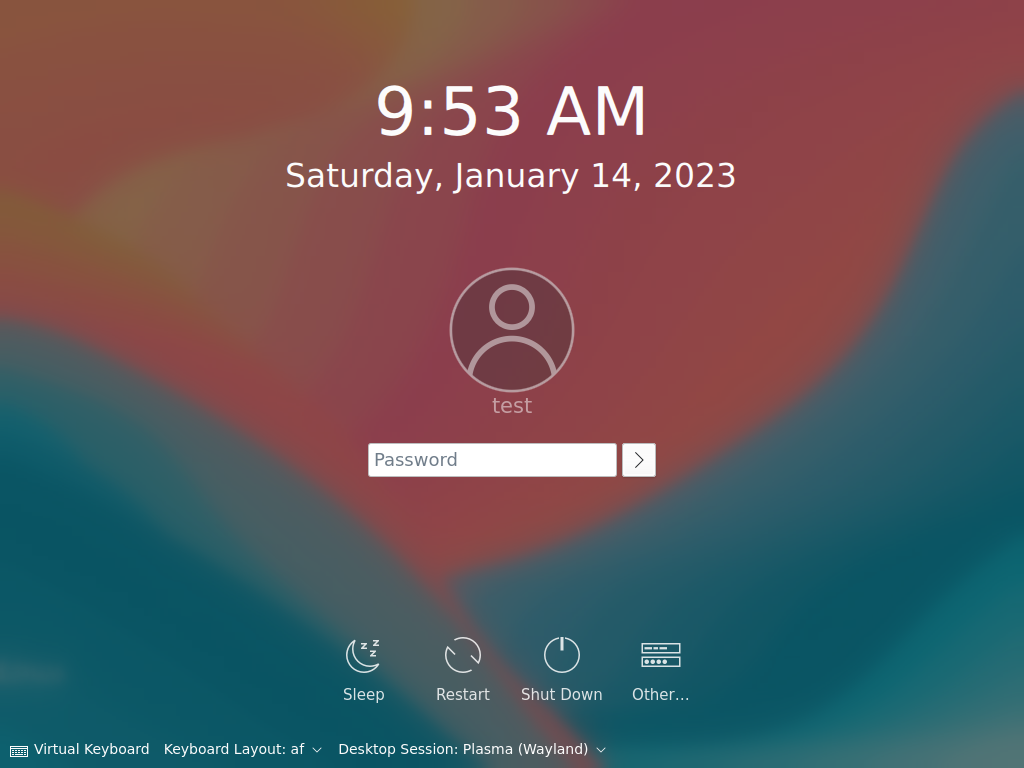 9:53 AM
Saturday, January 14, 2023
test
Password
Sleep Restart Shut Down Other...
Virtual Keyboard Keyboard Layout: af Desktop Session: Plasma (Wayland)